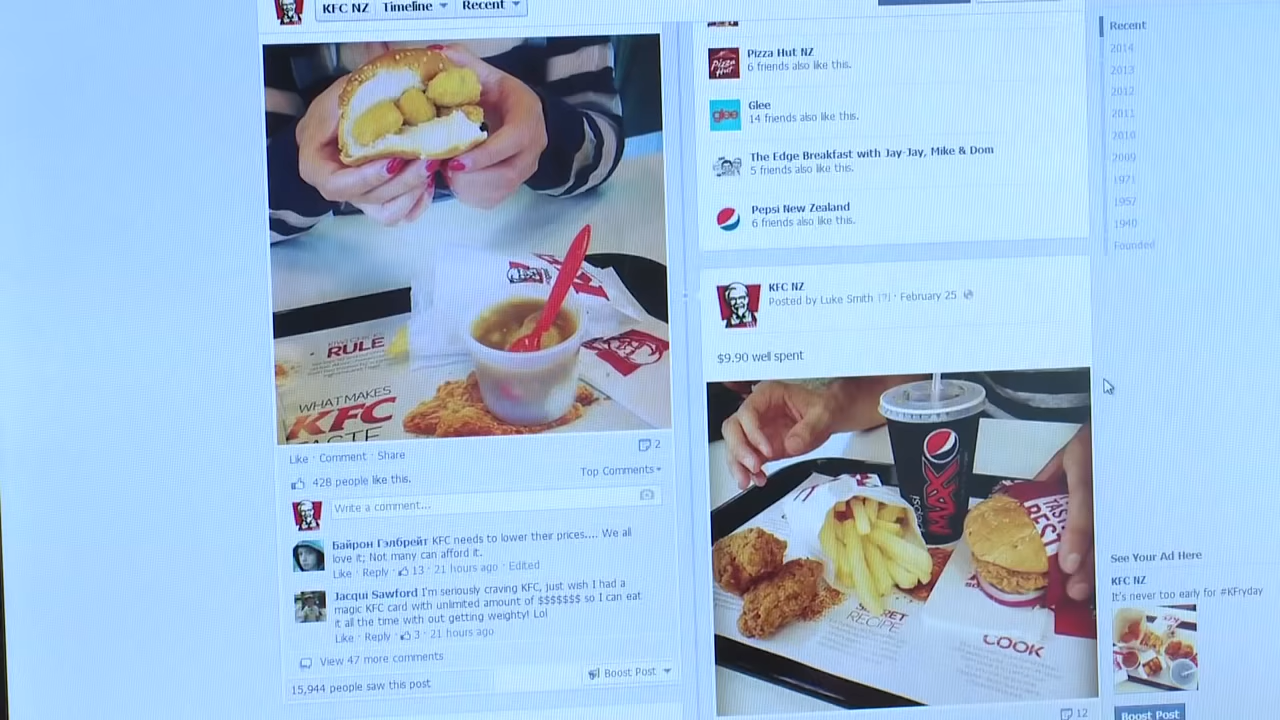 KFC NZ Timeline Recent
KIWI CHICKEN
RULE
WHAT MAKES
KFC
TASTE
2
Like · Comment · Share
428 people like this.
Top Comments
Write a comment...
Байрон Гэлбрейт KFC needs to lower their prices.... We all
love it; Not many can afford it.
Like · Reply · 13 · 21 hours ago · Edited
Jacqui Sawford I'm seriously craving KFC, just wish I had a
magic KFC card with unlimited amount of $$$$$$$ so I can eat
it all the time with out getting weighty! Lol
Like · Reply · 3 · 21 hours ago
View 47 more comments
15,944 people saw this post
Boost Post
Pizza Hut
Pizza Hut NZ
6 friends also like this.
glee
Glee
14 friends also like this.
The Edge Breakfast with Jay-Jay, Mike & Dom
5 friends also like this.
Pepsi New Zealand
6 friends also like this.
KFC NZ
Posted by Luke Smith [?] · February 25
$9.90 well spent
MAX
SECRET
RECIPE
COOK
12
Recent
2014
2013
2012
2011
2010
2009
1971
1957
1940
Founded
See Your Ad Here
KFC NZ
It's never too early for #KFryday
Boost Post